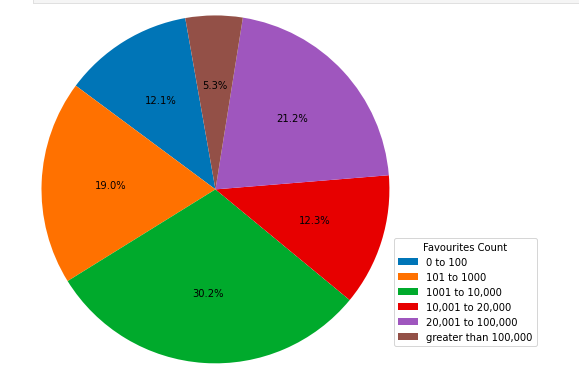 5.3%
12.1%
21.2%
19.0%
12.3%
30.2%
Favourites Count
0 to 100
101 to 1000
1001 to 10,000
10,001 to 20,000
20,001 to 100,000
greater than 100,000